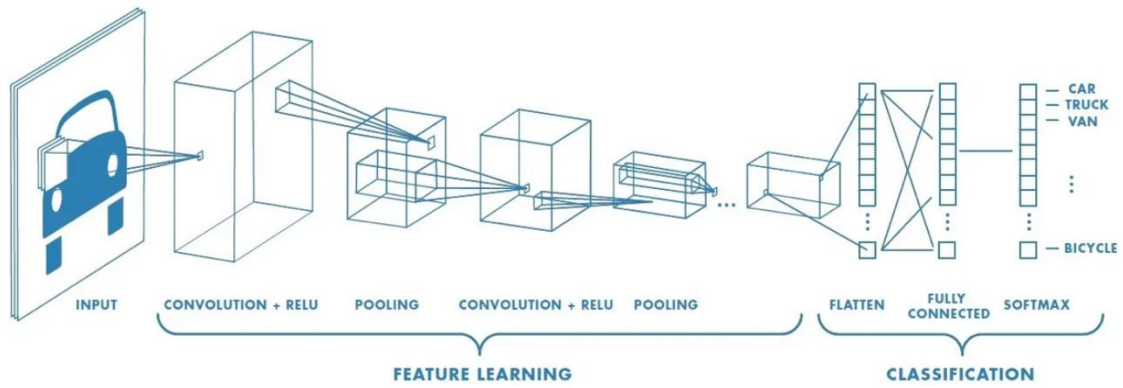 CAR
TRUCK
VAN
BICYCLE
INPUT
CONVOLUTION + RELU
POOLING
CONVOLUTION + RELU
POOLING
FLATTEN
FULLY
CONNECTED
SOFTMAX
FEATURE LEARNING
CLASSIFICATION